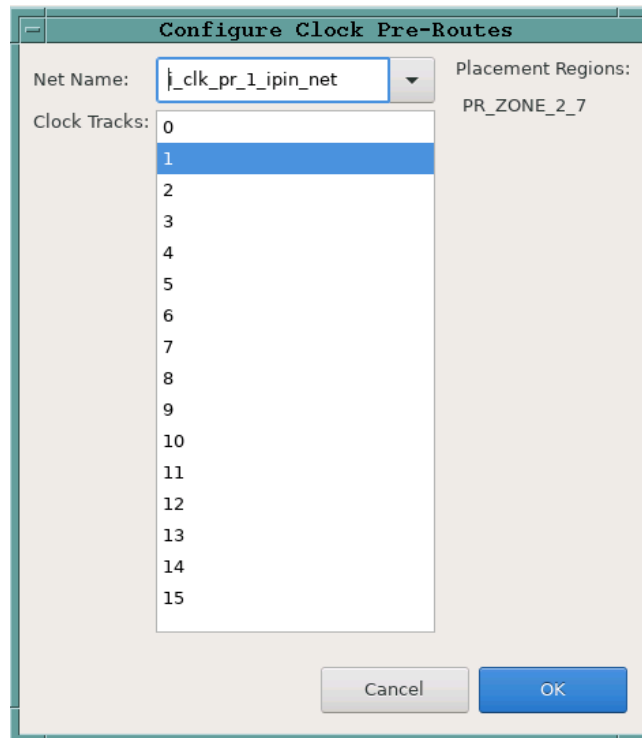 Configure Clock Pre-Routes
Net Name:
i_clk_pr_1_ipin_net
Placement Regions:
PR_ZONE_2_7
Clock Tracks:
0
1
2
3
4
5
6
7
8
9
10
11
12
13
14
15
Cancel
OK